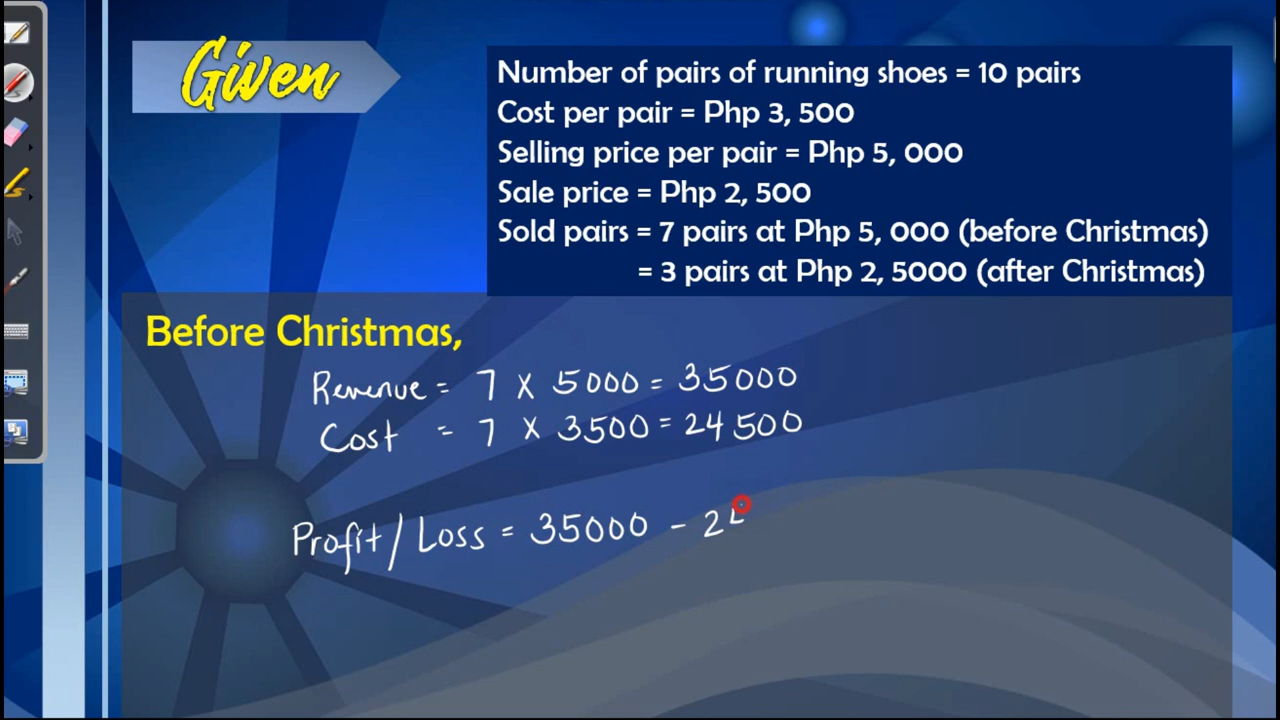 Given
Number of pairs of running shoes = 10 pairs
Cost per pair = Php 3, 500
Selling price per pair = Php 5, 000
Sale price = Php 2, 500
Sold pairs = 7 pairs at Php 5, 000 (before Christmas)
= 3 pairs at Php 2, 5000 (after Christmas)
Before Christmas,
Revenue = 7 X 5000 = 35000
Cost = 7 X 3500 = 24500
Profit/Loss = 35000 - 24